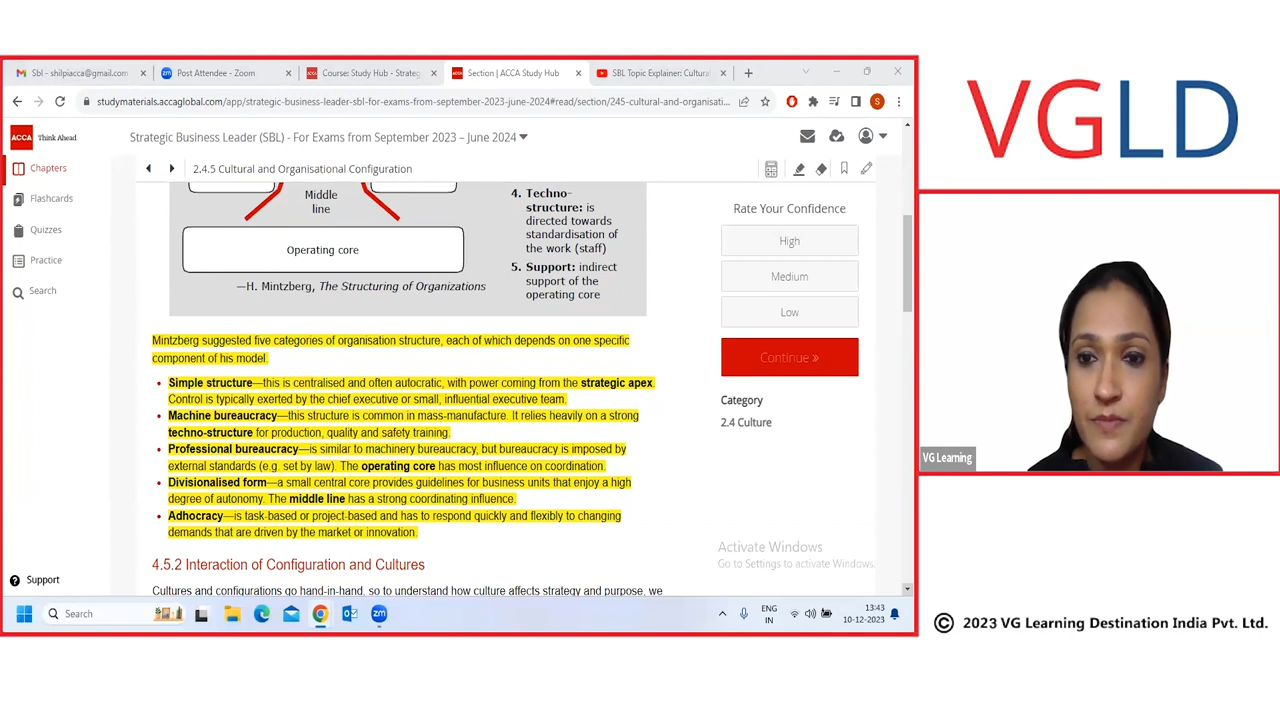 Sbl - shilpiacca@gmail.com
Post Attendee - Zoom
Course: Study Hub - Strateg
Section | ACCA Study Hub
SBL Topic Explainer: Cultural
studymaterials.accaglobal.com/app/strategic-business-leader-sbl-for-exams-from-september-2023-june-2024#read/section/245-cultural-and-organisati...
S
VGLD
ACCA Think Ahead
Strategic Business Leader (SBL) - For Exams from September 2023 – June 2024
Chapters
Flashcards
Quizzes
Practice
Search
2.4.5 Cultural and Organisational Configuration
Middle
line
Operating core
—H. Mintzberg, The Structuring of Organizations
4. Techno-
structure: is
directed towards
standardisation
of the work (staff)
5. Support: indirect
support of the
operating core
Mintzberg suggested five categories of organisation structure, each of which depends on one specific
component of his model.
• Simple structure—this is centralised and often autocratic, with power coming from the strategic apex.
Control is typically exerted by the chief executive or small, influential executive team.
• Machine bureaucracy—this structure is common in mass-manufacture. It relies heavily on a strong
techno-structure for production, quality and safety training.
• Professional bureaucracy—is similar to machinery bureaucracy, but bureaucracy is imposed by
external standards (e.g. set by law). The operating core has most influence on coordination.
• Divisionalised form—a small central core provides guidelines for business units that enjoy a high
degree of autonomy. The middle line has a strong coordinating influence.
• Adhocracy—is task-based or project-based and has to respond quickly and flexibly to changing
demands that are driven by the market or innovation.
4.5.2 Interaction of Configuration and Cultures
Cultures and configurations go hand-in-hand, so to understand how culture affects strategy and purpose, we
Rate Your Confidence
High
Medium
Low
Continue »
Category
2.4 Culture
Activate Windows
Go to Settings to activate Windows.
VG Learning
Support
Search
ENG
IN
13:43
10-12-2023
© 2023 VG Learning Destination India Pvt. Ltd.